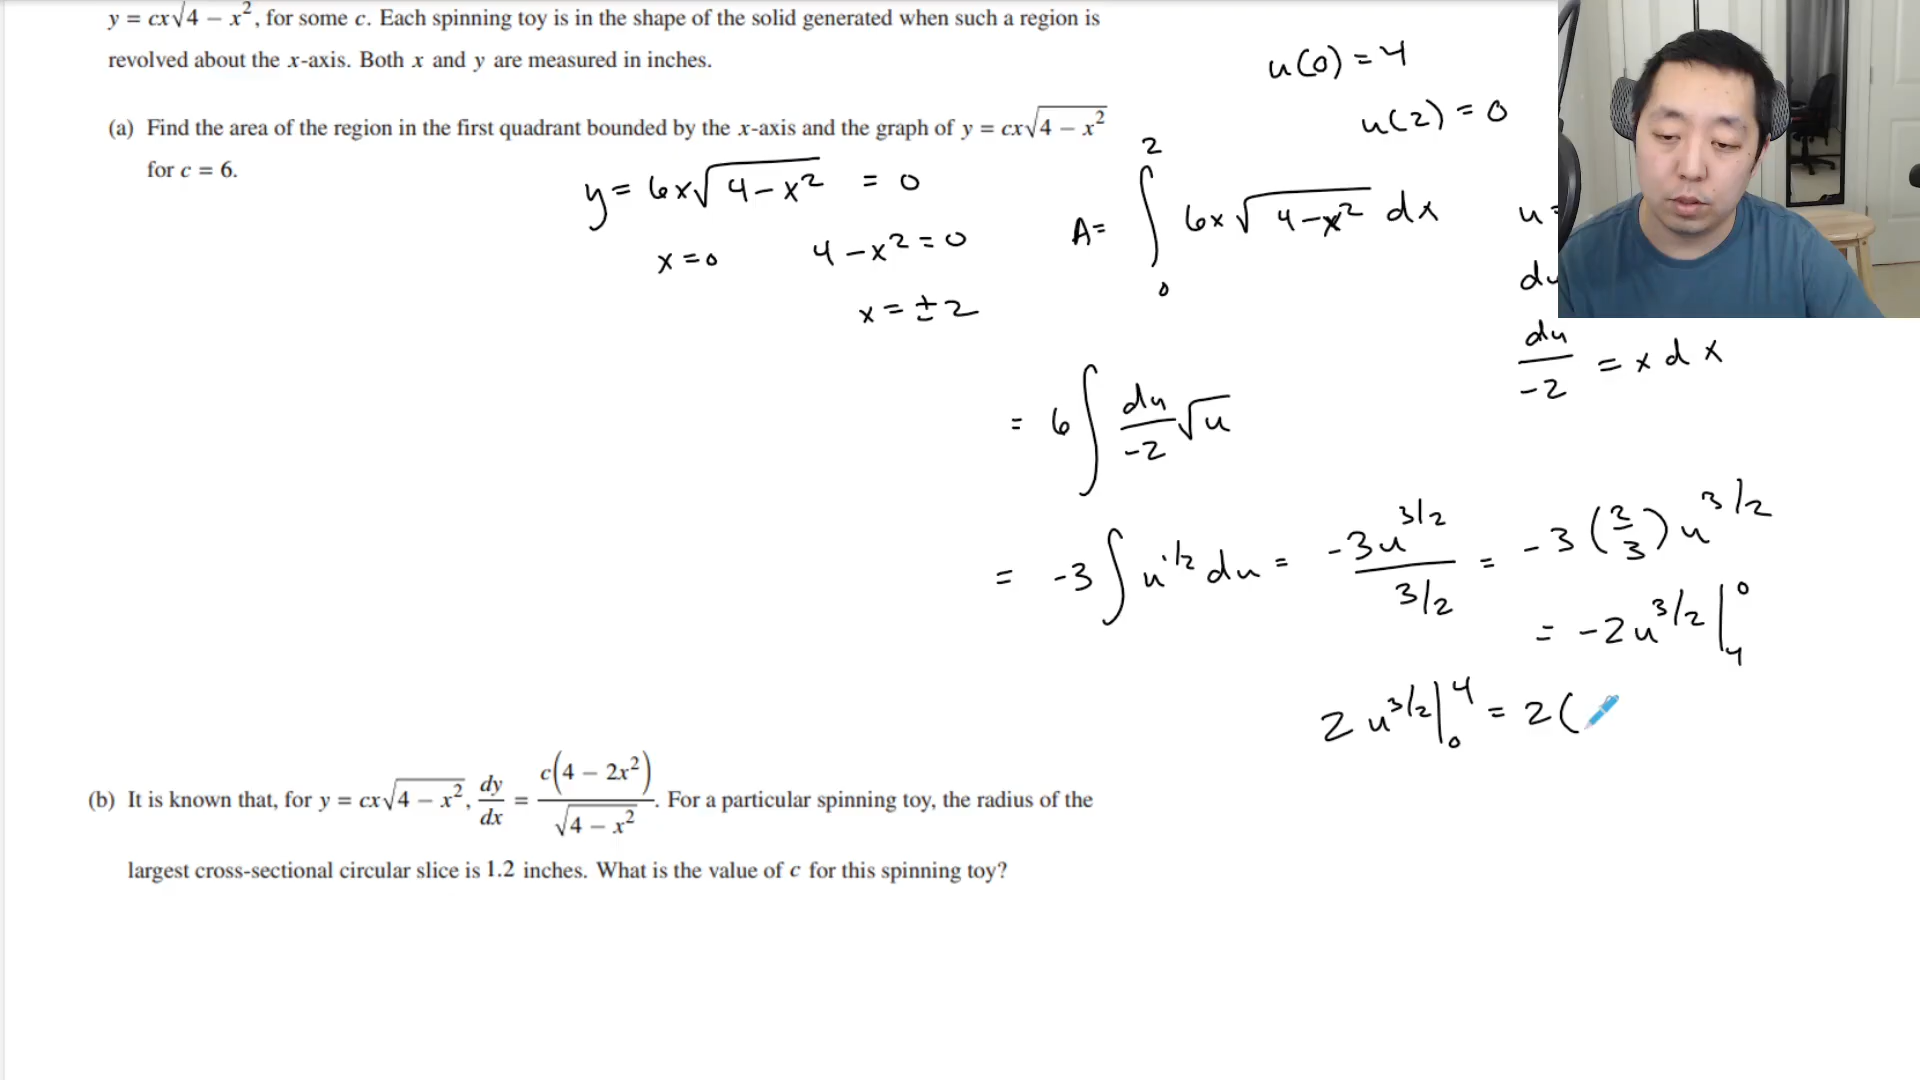 y = cx√4 – x², for some c. Each spinning toy is in the shape of the solid generated when such a region is
revolved about the x-axis. Both x and y are measured in inches.
u(0) = 4
u(2) = 0
(a) Find the area of the region in the first quadrant bounded by the x-axis and the graph of y = cx√4 – x²
for c = 6.
y = 6x√4-x² = 0
x = 0
4-x² = 0
x = ±2
A = ∫₀² 6x√4-x² dx
u =
du
du/-2 = x dx
= 6∫ du/-2 √u
= -3∫u^1/2 du = -3u^3/2 / 3/2 = -3(2/3)u^3/2
= -2u^3/2 |₄⁰
2u^3/2 |₀⁴ = 2(
(b) It is known that, for y = cx√4 – x², dy/dx = c(4 – 2x²)/√4 – x². For a particular spinning toy, the radius of the
largest cross-sectional circular slice is 1.2 inches. What is the value of c for this spinning toy?